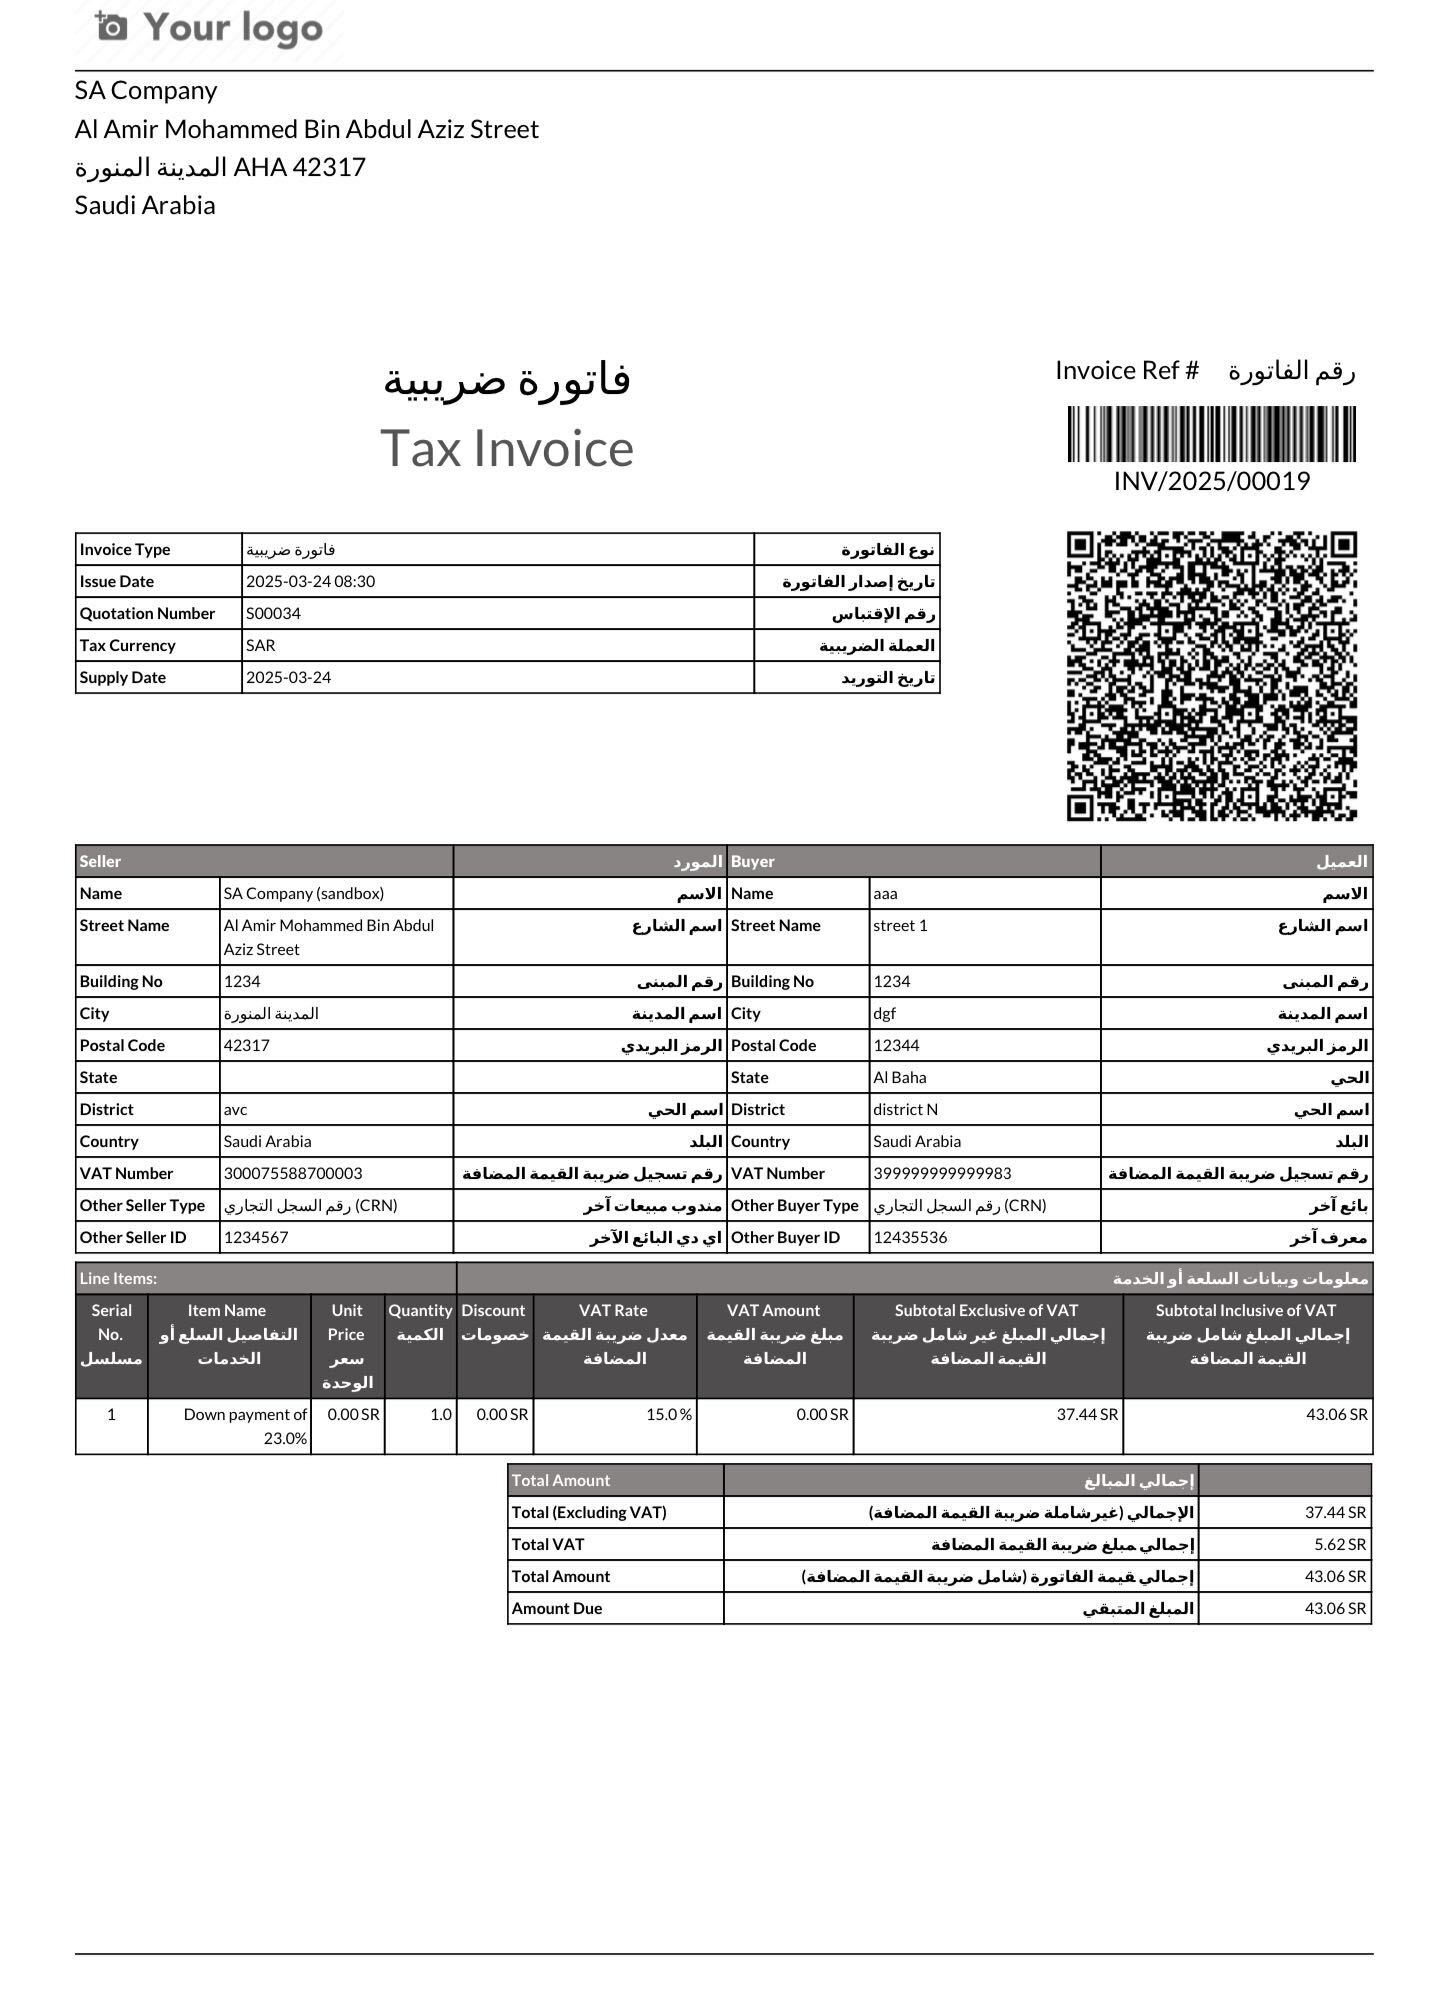 Your logo
SA Company
Al Amir Mohammed Bin Abdul Aziz Street
المدينة المنورة AHA 42317
Saudi Arabia
فاتورة ضريبية
Tax Invoice
Invoice Ref # رقم الفاتورة
INV/2025/00019
Invoice Type فاتورة ضريبية نوع الفاتورة
Issue Date 2025-03-24 08:30 تاريخ إصدار الفاتورة
Quotation Number S00034 رقم الإقتباس
Tax Currency SAR العملة الضريبية
Supply Date 2025-03-24 تاريخ التوريد
Seller المورد Buyer العميل
Name SA Company (sandbox) الاسم Name aaa الاسم
Street Name Al Amir Mohammed Bin Abdul اسم الشارع Street Name street 1 اسم الشارع
Aziz Street
Building No 1234 رقم المبنى Building No 1234 رقم المبنى
City المدينة المنورة اسم المدينة City dgf اسم المدينة
Postal Code 42317 الرمز البريدي Postal Code 12344 الرمز البريدي
State State Al Baha الحي
District avc اسم الحي District district N اسم الحي
Country Saudi Arabia البلد Country Saudi Arabia البلد
VAT Number 300075588700003 رقم تسجيل ضريبة القيمة المضافة VAT Number 399999999999983 رقم تسجيل ضريبة القيمة المضافة
Other Seller Type رقم السجل التجاري (CRN) مندوب مبيعات آخر Other Buyer Type رقم السجل التجاري (CRN) بائع آخر
Other Seller ID 1234567 اي دي البائع الآخر Other Buyer ID 12435536 معرف آخر
Line Items: معلومات وبيانات السلعة أو الخدمة
Serial Item Name Unit Quantity Discount VAT Rate VAT Amount Subtotal Exclusive of VAT Subtotal Inclusive of VAT
No. التفاصيل السلع أو Price الكمية خصومات معدل ضريبة القيمة مبلغ ضريبة القيمة إجمالي المبلغ غير شامل ضريبة إجمالي المبلغ شامل ضريبة
مسلسل الخدمات سعر المضافة المضافة القيمة المضافة القيمة المضافة
الوحدة
1 Down payment of 0.00 SR 1.0 0.00 SR 15.0 % 0.00 SR 37.44 SR 43.06 SR
23.0%
Total Amount إجمالي المبالغ
Total (Excluding VAT) الإجمالي (غير شاملة ضريبة القيمة المضافة) 37.44 SR
Total VAT إجمالي مبلغ ضريبة القيمة المضافة 5.62 SR
Total Amount إجمالي قيمة الفاتورة (شامل ضريبة القيمة المضافة) 43.06 SR
Amount Due المبلغ المتبقي 43.06 SR